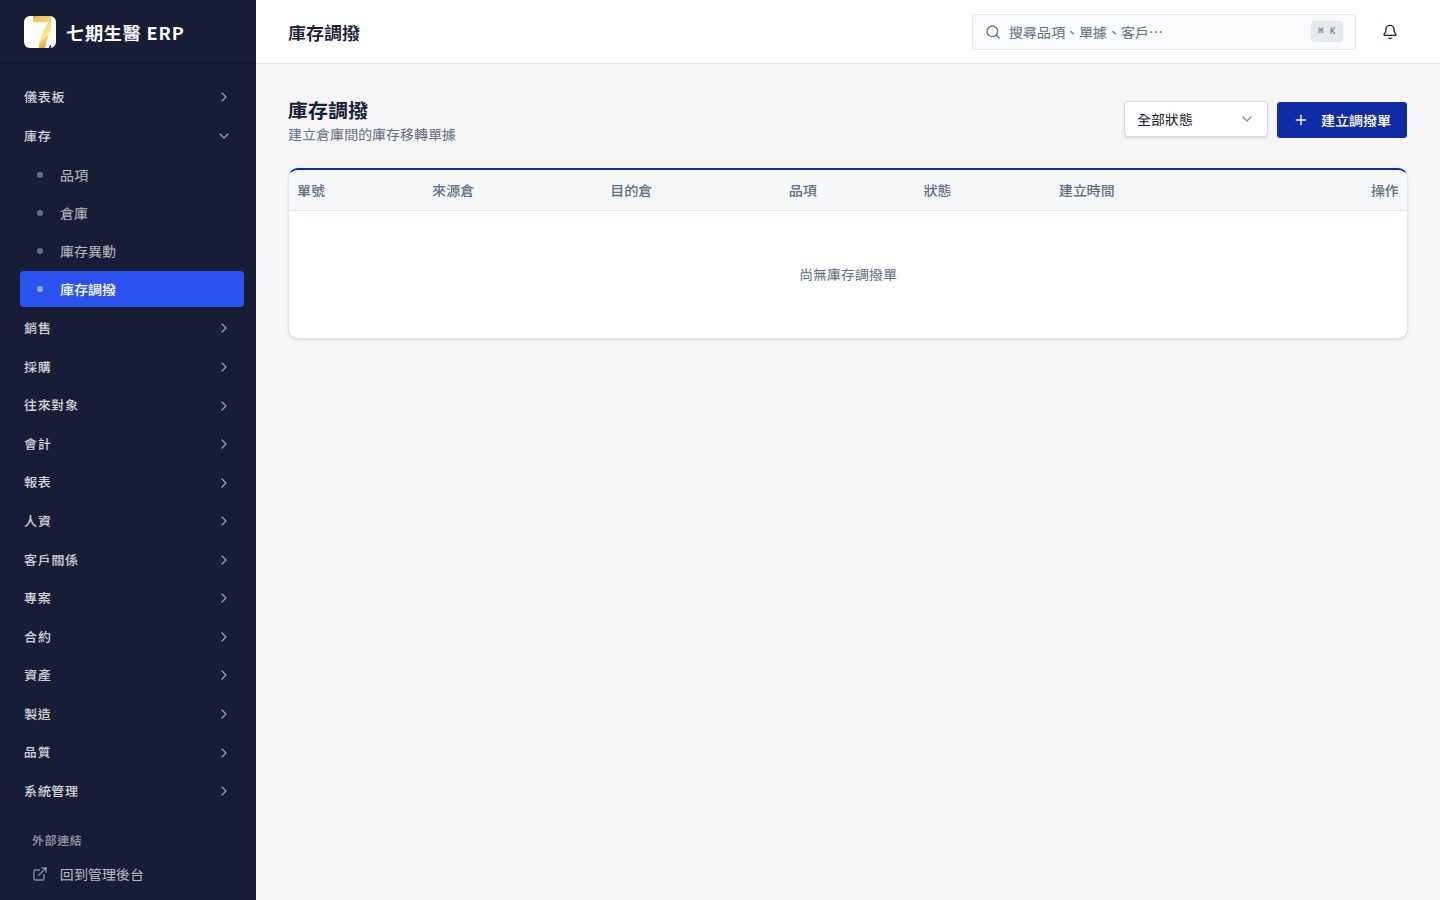 七期生醫 ERP
庫存調撥
搜尋品項、單據、客戶…
⌘ K
儀表板
庫存
品項
倉庫
庫存異動
庫存調撥
銷售
採購
往來對象
會計
報表
人資
客戶關係
專案
合約
資產
製造
品質
系統管理
外部連結
回到管理後台
庫存調撥
建立倉庫間的庫存移轉單據
全部狀態
建立調撥單
單號 來源倉 目的倉 品項 狀態 建立時間 操作
尚無庫存調撥單